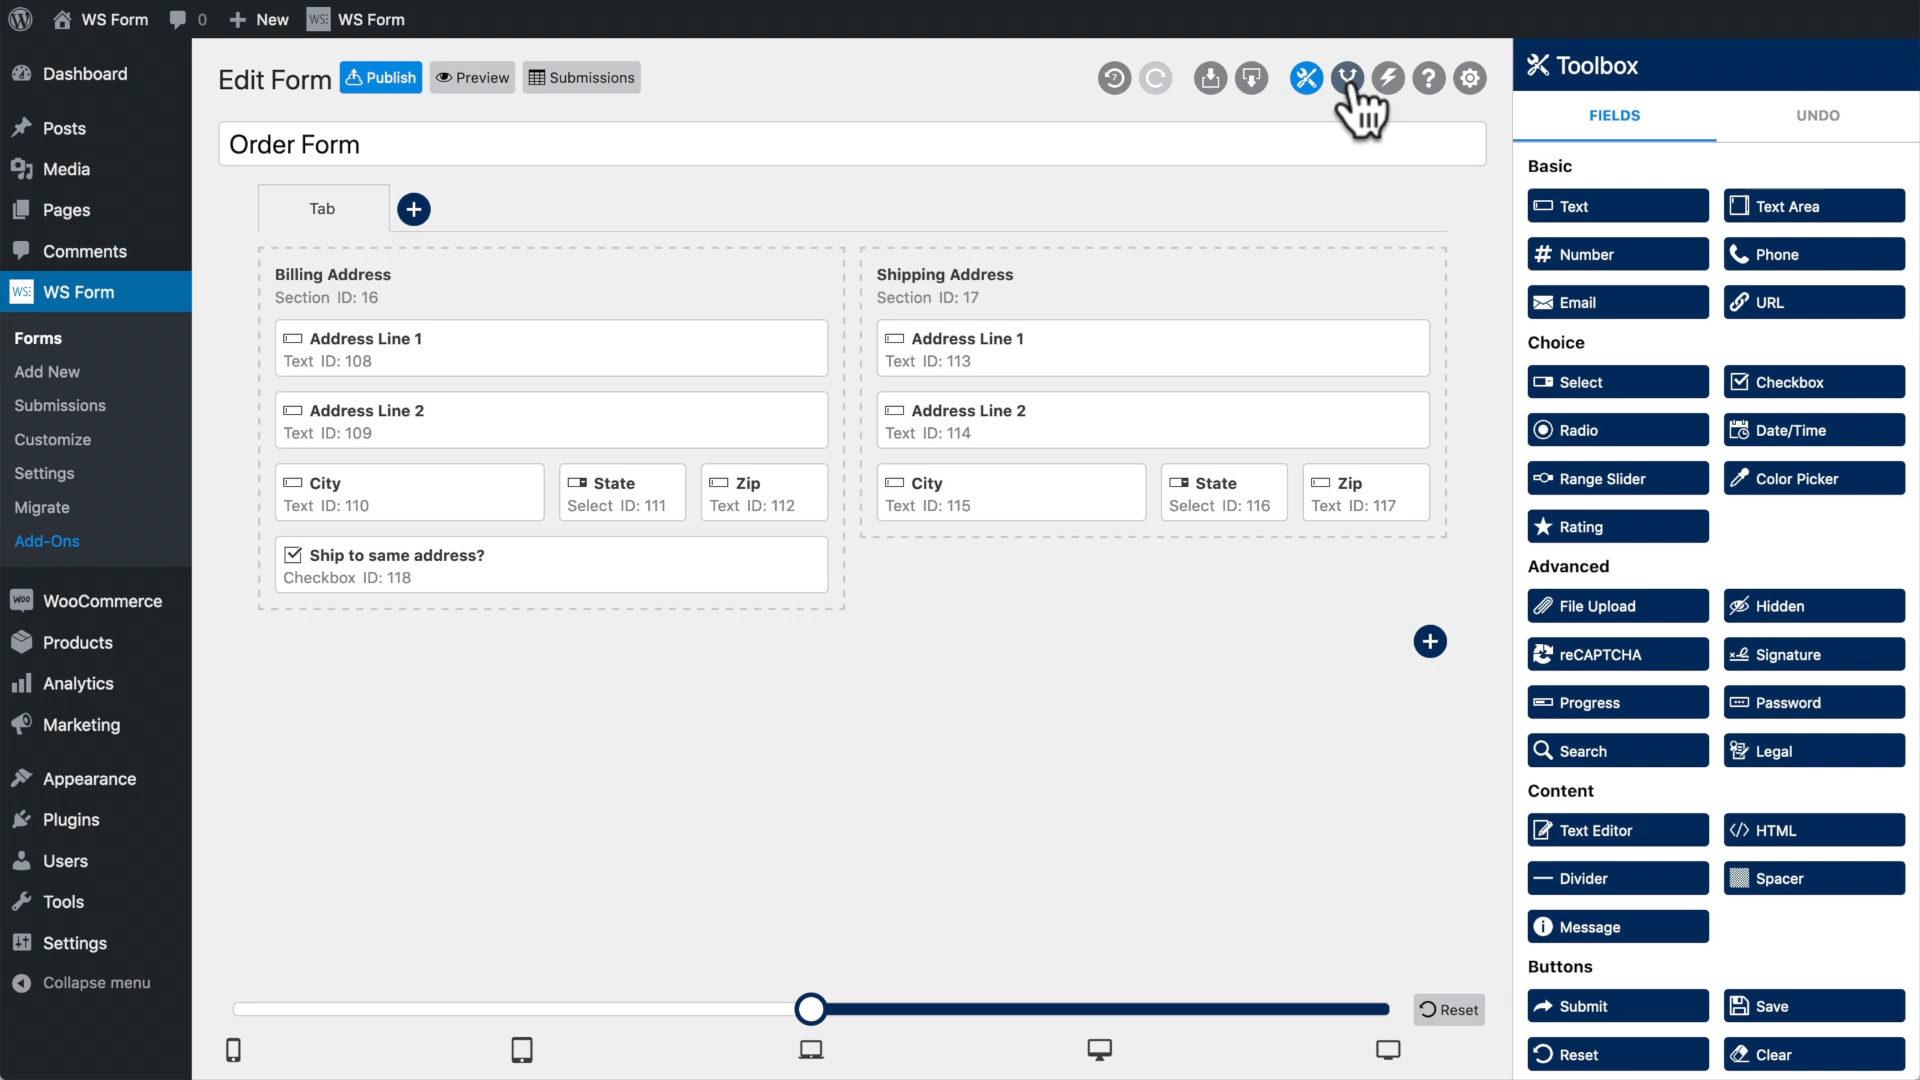 WS Form
0
New
WS Form
Dashboard
Posts
Media
Pages
Comments
WS Form
Forms
Add New
Submissions
Customize
Settings
Migrate
Add-Ons
WooCommerce
Products
Analytics
Marketing
Appearance
Plugins
Users
Tools
Settings
Collapse menu
Edit Form
Publish
Preview
Submissions
7
Order Form
Tab
Billing Address
Section ID: 16
Address Line 1
Text ID: 108
Address Line 2
Text ID: 109
City
Text ID: 110
State
Select ID: 111
Zip
Text ID: 112
Ship to same address?
Checkbox ID: 118
Shipping Address
Section ID: 17
Address Line 1
Text ID: 113
Address Line 2
Text ID: 114
City
Text ID: 115
State
Select ID: 116
Zip
Text ID: 117
Reset
Toolbox
FIELDS
UNDO
Basic
Text
Text Area
Number
Phone
Email
URL
Choice
Select
Checkbox
Radio
Date/Time
Range Slider
Color Picker
Rating
Advanced
File Upload
Hidden
reCAPTCHA
Signature
Progress
Password
Search
Legal
Content
Text Editor
HTML
Divider
Spacer
Message
Buttons
Submit
Save
Reset
Clear